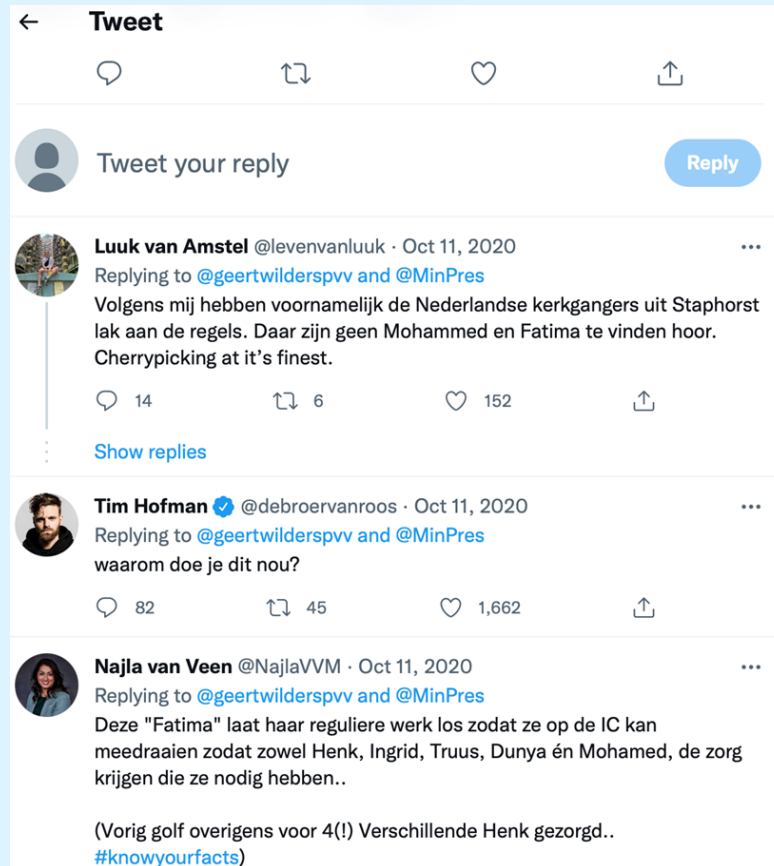 Tweet
Tweet your reply
Reply
Luuk van Amstel @levenvanluuk · Oct 11, 2020
Replying to @geertwilderspvv and @MinPres
Volgens mij hebben voornamelijk de Nederlandse kerkgangers uit Staphorst
lak aan de regels. Daar zijn geen Mohammed en Fatima te vinden hoor.
Cherrypicking at it’s finest.
14 6 152
Show replies
Tim Hofman @debroervanroos · Oct 11, 2020
Replying to @geertwilderspvv and @MinPres
waarom doe je dit nou?
82 45 1,662
Najla van Veen @NajlaVVM · Oct 11, 2020
Replying to @geertwilderspvv and @MinPres
Deze "Fatima" laat haar reguliere werk los zodat ze op de IC kan
meedraaien zodat zowel Henk, Ingrid, Truus, Dunya én Mohamed, de zorg
krijgen die ze nodig hebben..
(Vorig golf overigens voor 4(!) Verschillende Henk gezorgd..
#knowyourfacts)